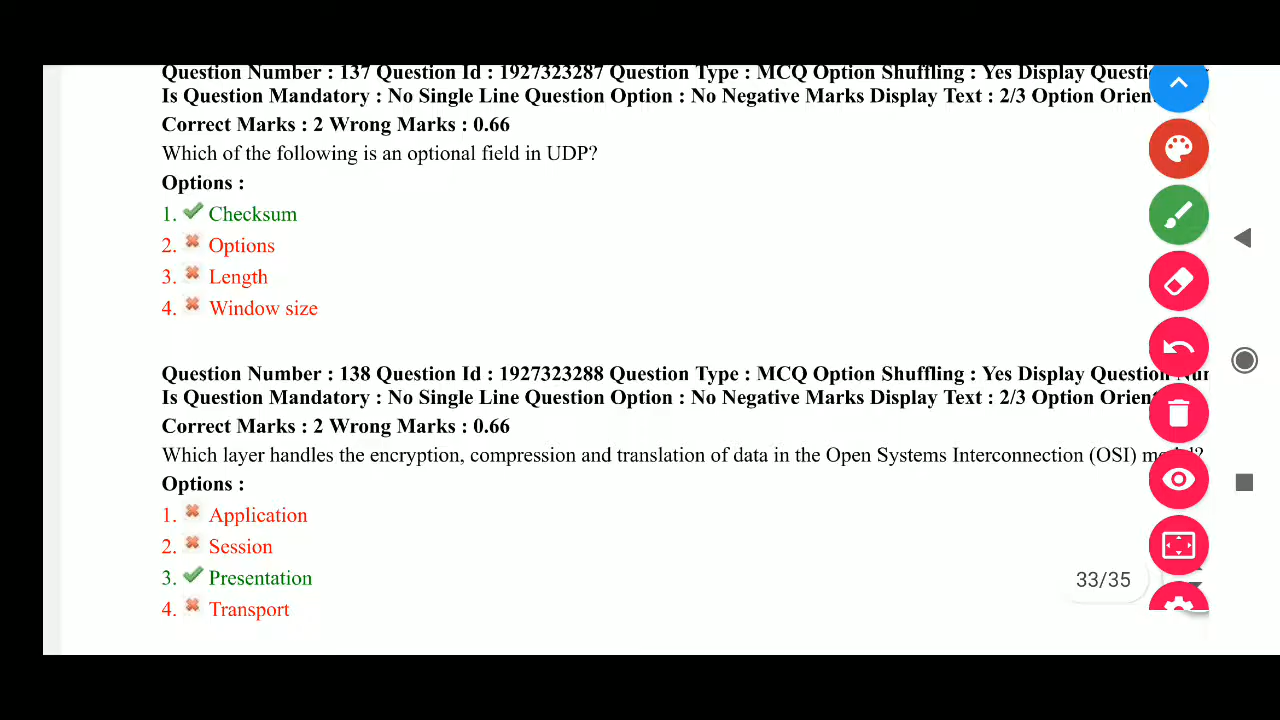 Question Number : 137 Question Id : 1927323287 Question Type : MCQ Option Shuffling : Yes Display
Is Question Mandatory : No Single Line Question Option : No Negative Marks Display Text : 2/3 Option
Correct Marks : 2 Wrong Marks : 0.66
Which of the following is an optional field in UDP?
Options :
1. Checksum
2. Options
3. Length
4. Window size
Question Number : 138 Question Id : 1927323288 Question Type : MCQ Option Shuffling : Yes Display Question
Is Question Mandatory : No Single Line Question Option : No Negative Marks Display Text : 2/3 Option
Correct Marks : 2 Wrong Marks : 0.66
Which layer handles the encryption, compression and translation of data in the Open Systems Interconnection (OSI)
Options :
1. Application
2. Session
3. Presentation
33/35
4. Transport